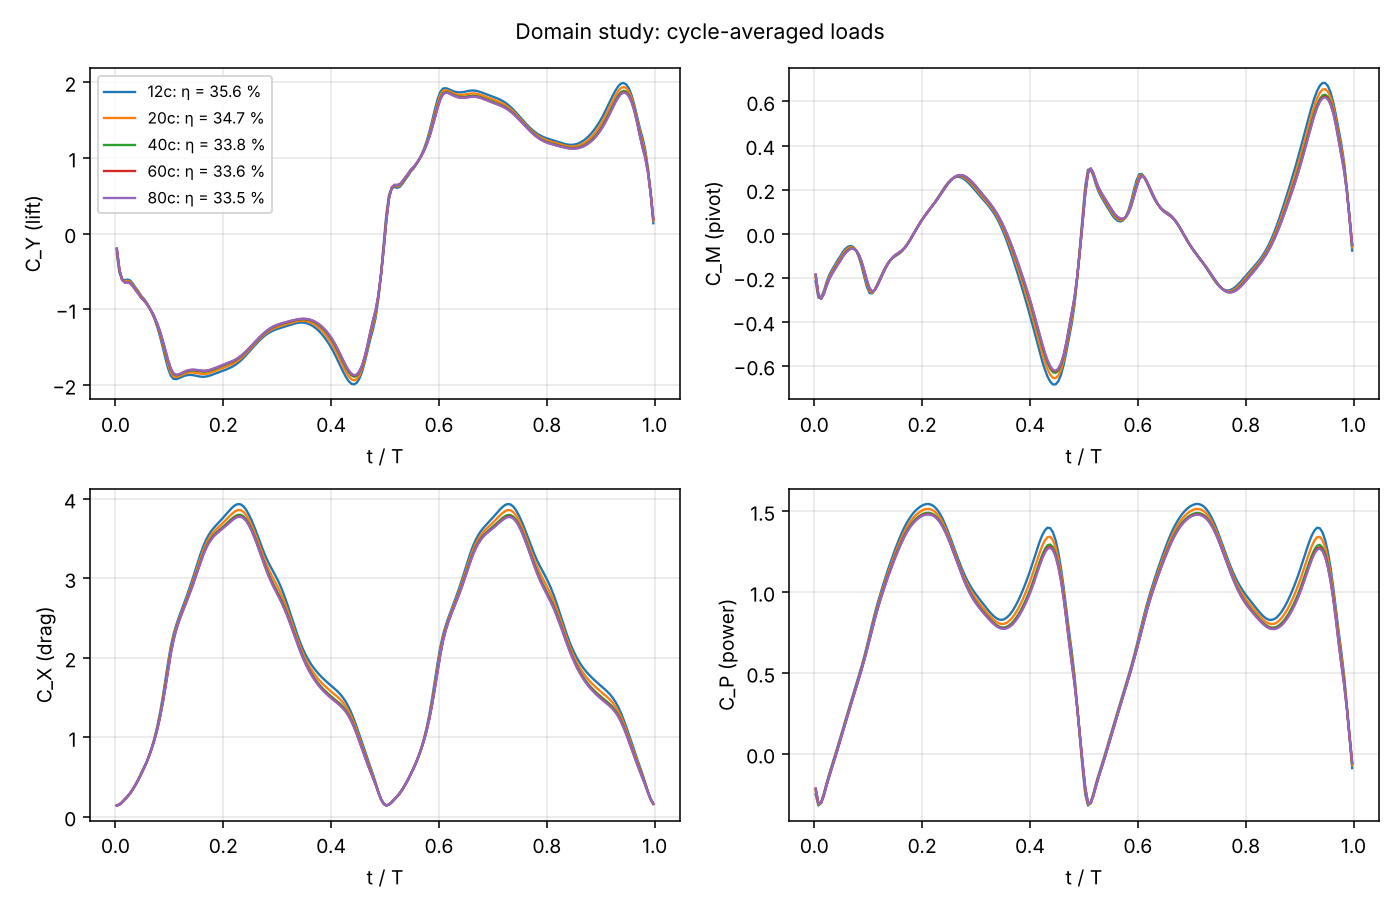 Domain study: cycle-averaged loads
C_Y (lift)
2
1
0
−1
−2
12c: η = 35.6 %
20c: η = 34.7 %
40c: η = 33.8 %
60c: η = 33.6 %
80c: η = 33.5 %
0.0 0.2 0.4 0.6 0.8 1.0
t / T
C_M (pivot)
0.6
0.4
0.2
0.0
−0.2
−0.4
−0.6
0.0 0.2 0.4 0.6 0.8 1.0
t / T
C_X (drag)
4
3
2
1
0
0.0 0.2 0.4 0.6 0.8 1.0
t / T
C_P (power)
1.5
1.0
0.5
0.0
0.0 0.2 0.4 0.6 0.8 1.0
t / T